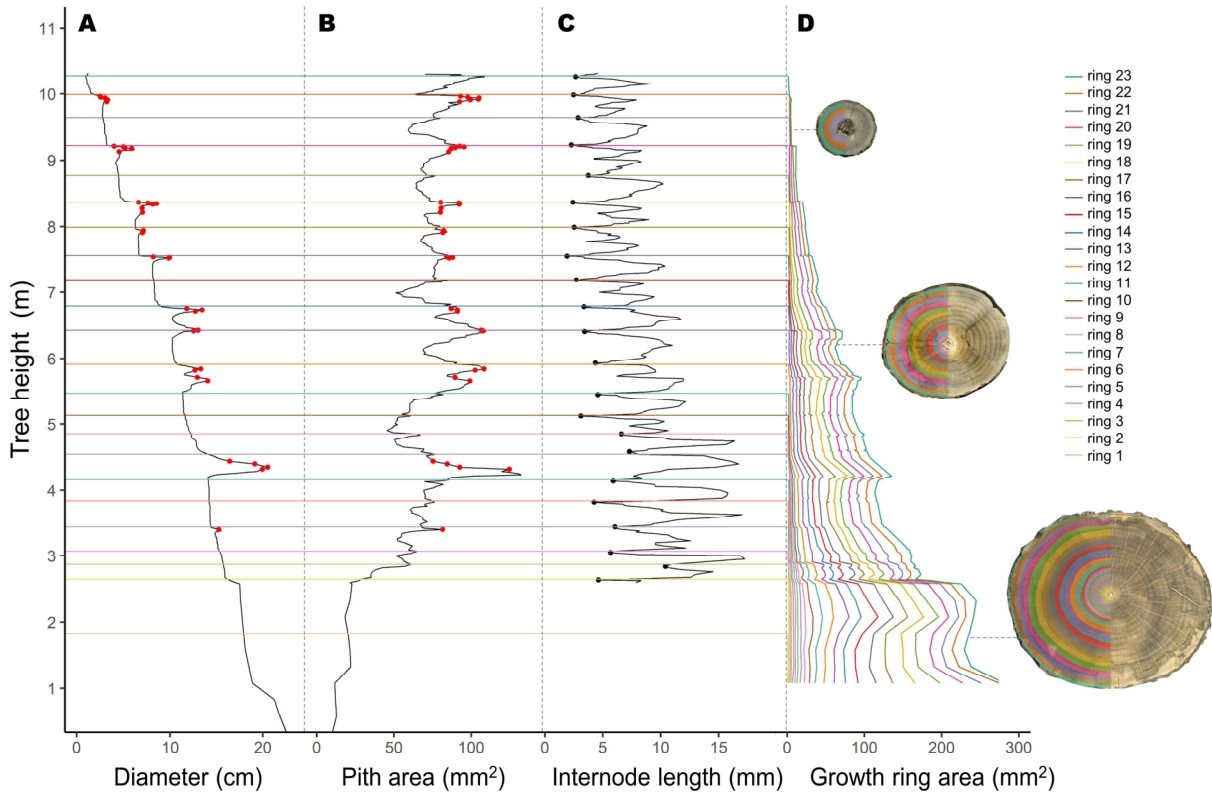 A
B
C
D
11
10
9
8
7
6
5
4
3
2
1
Tree height (m)
0 10 20
0 50 100
0 5 10 15
0 100 200 300
Diameter (cm)
Pith area (mm²)
Internode length (mm)
Growth ring area (mm²)
ring 23
ring 22
ring 21
ring 20
ring 19
ring 18
ring 17
ring 16
ring 15
ring 14
ring 13
ring 12
ring 11
ring 10
ring 9
ring 8
ring 7
ring 6
ring 5
ring 4
ring 3
ring 2
ring 1